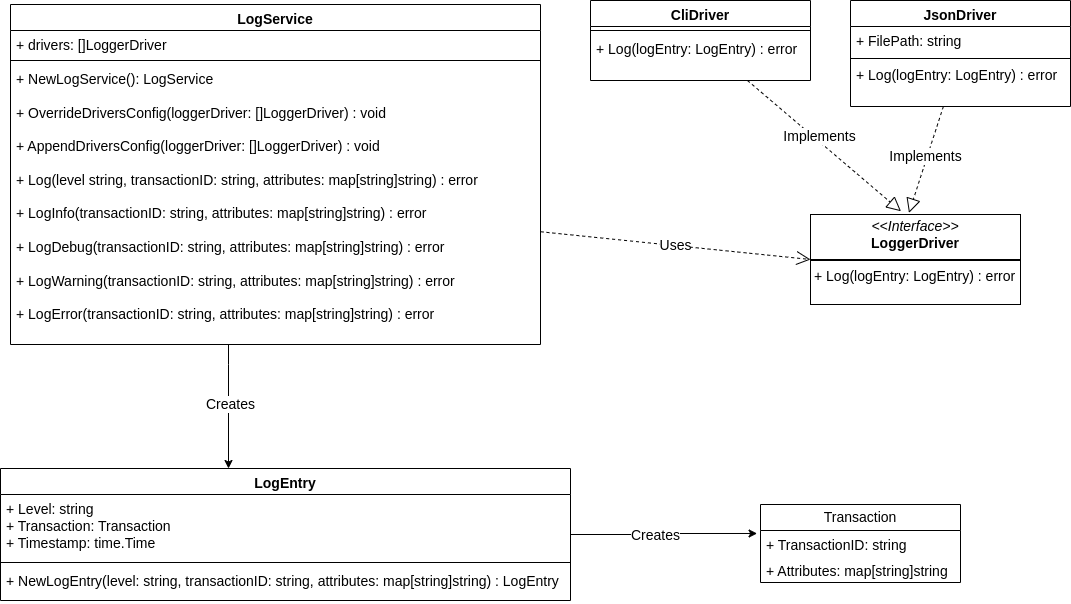 LogService
+ drivers: []LoggerDriver
+ NewLogService(): LogService
+ OverrideDriversConfig(loggerDriver: []LoggerDriver) : void
+ AppendDriversConfig(loggerDriver: []LoggerDriver) : void
+ Log(level string, transactionID: string, attributes: map[string]string) : error
+ LogInfo(transactionID: string, attributes: map[string]string) : error
+ LogDebug(transactionID: string, attributes: map[string]string) : error
+ LogWarning(transactionID: string, attributes: map[string]string) : error
+ LogError(transactionID: string, attributes: map[string]string) : error
CliDriver
+ Log(logEntry: LogEntry) : error
JsonDriver
+ FilePath: string
+ Log(logEntry: LogEntry) : error
Implements
Implements
Uses
<<Interface>>
LoggerDriver
+ Log(logEntry: LogEntry) : error
Creates
LogEntry
+ Level: string
+ Transaction: Transaction
+ Timestamp: time.Time
+ NewLogEntry(level: string, transactionID: string, attributes: map[string]string) : LogEntry
Creates
Transaction
+ TransactionID: string
+ Attributes: map[string]string